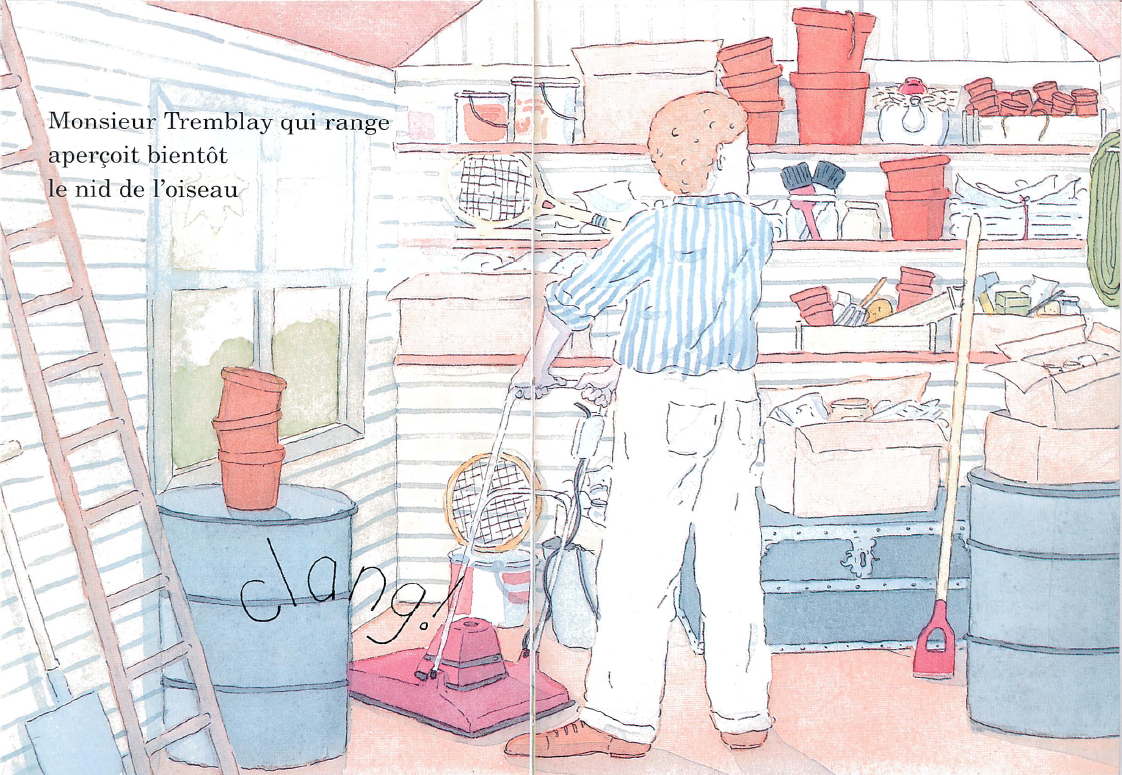 Monsieur Tremblay qui range
aperçoit bientôt
le nid de l'oiseau
clang!